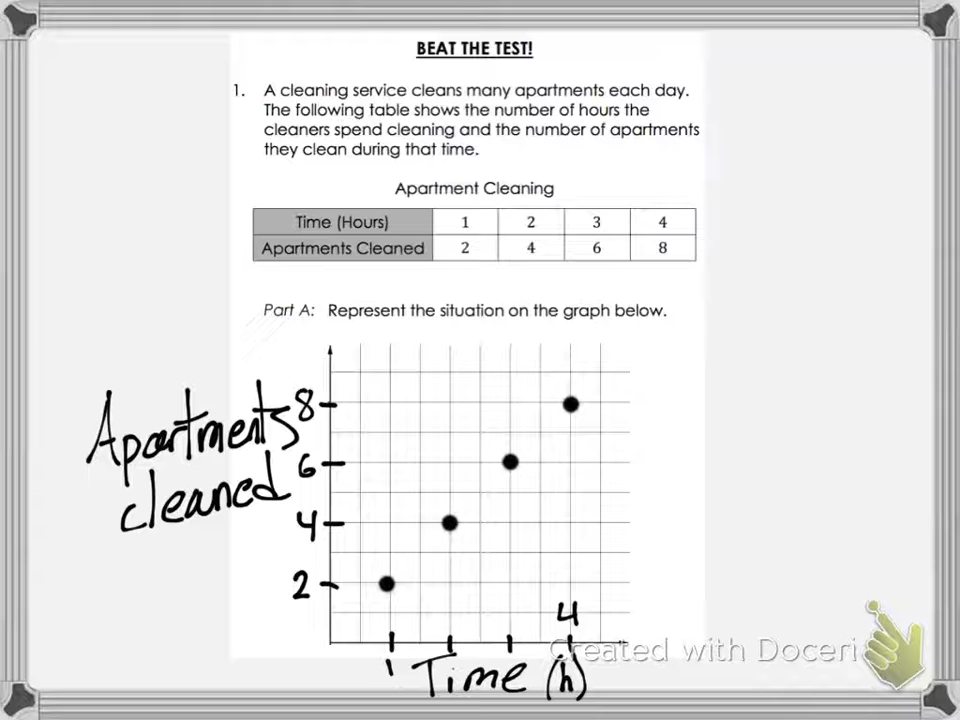 BEAT THE TEST!
1. A cleaning service cleans many apartments each day.
The following table shows the number of hours the
cleaners spend cleaning and the number of apartments
they clean during that time.
Apartment Cleaning
Time (Hours) 1 2 3 4
Apartments Cleaned 2 4 6 8
Part A: Represent the situation on the graph below.
Apartments
cleaned
8
6
4
2
4
1
Time (h)
Created with Doceri